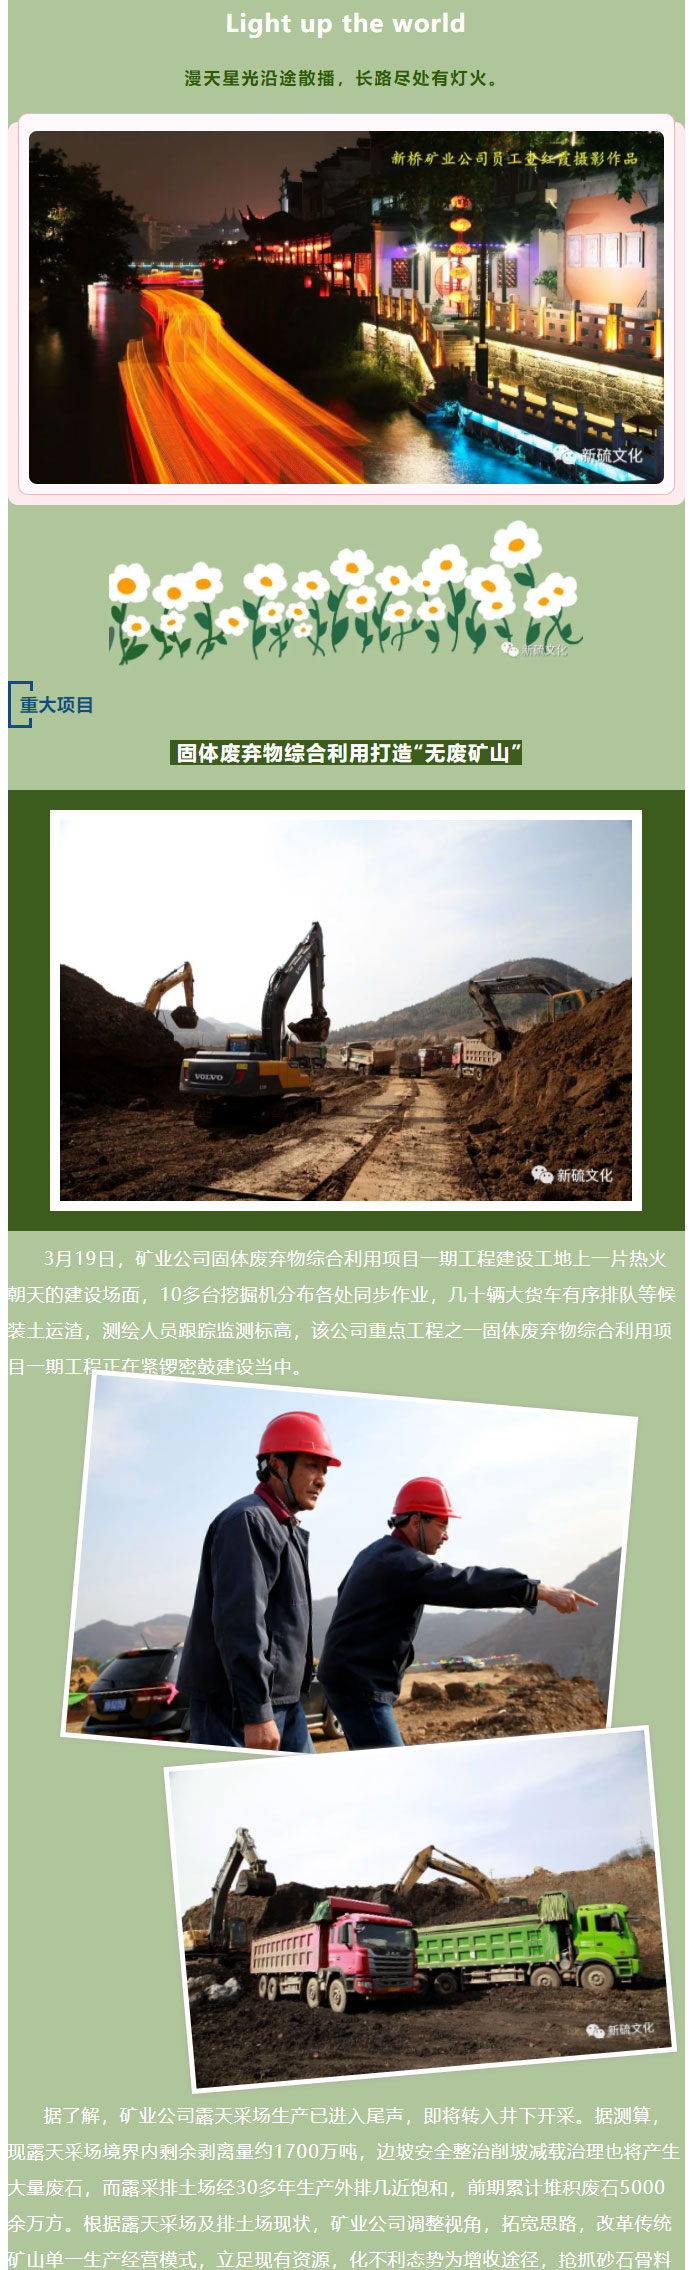 Light up the world
漫天星光沿途散播，长路尽处有灯火。
新桥矿业公司员工查红霞摄影作品
新硫文化
新硫文化
重大项目
固体废弃物综合利用打造“无废矿山”
VOLVO
新硫文化
3月19日，矿业公司固体废弃物综合利用项目一期工程建设工地上一片热火
朝天的建设场面，10多台挖掘机分布各处同步作业，几十辆大货车有序排队等候
装土运渣，测绘人员跟踪监测标高，该公司重点工程之一固体废弃物综合利用项
目一期工程正在紧锣密鼓建设当中。
新硫文化
据了解，矿业公司露天采场生产已进入尾声，即将转入井下开采。据测算，
现露天采场境界内剩余剥离量约1700万吨，边坡安全整治削坡减载治理也将产生
大量废石，而露采排土场经30多年生产外排几近饱和，前期累计堆积废石5000
余万方。根据露天采场及排土场现状，矿业公司调整视角，拓宽思路，改革传统
矿山单一生产经营模式，立足现有资源，化不利态势为增收途径，抢抓砂石骨料